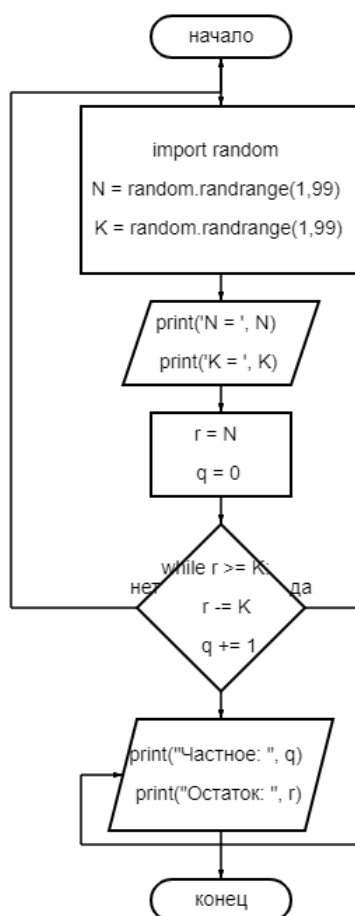 начало
import random
N = random.randrange(1,99)
K = random.randrange(1,99)
print('N = ', N)
print('K = ', K)
r = N
q = 0
while r >= K:
нет
да
r -= K
q += 1
print("Частное: ", q)
print("Остаток: ", r)
конец